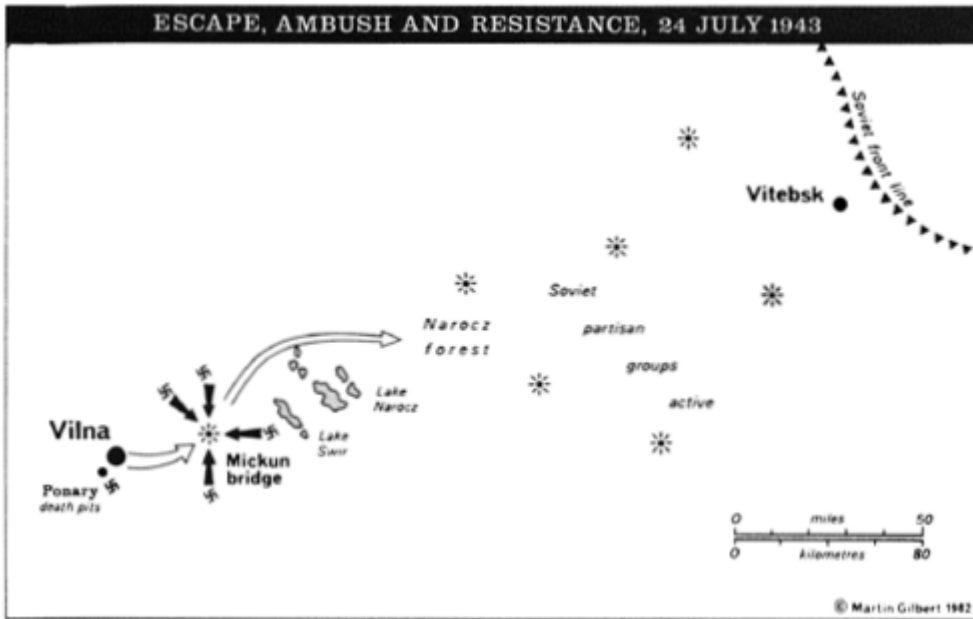 ESCAPE, AMBUSH AND RESISTANCE, 24 JULY 1943
Soviet front line
Vitebsk
Soviet
partisan
groups
active
Narocz
forest
Lake
Narocz
Lake
Swir
Vilna
Mickun
bridge
Ponary
death pits
0 miles 50
0 kilometres 80
© Martin Gilbert 1982